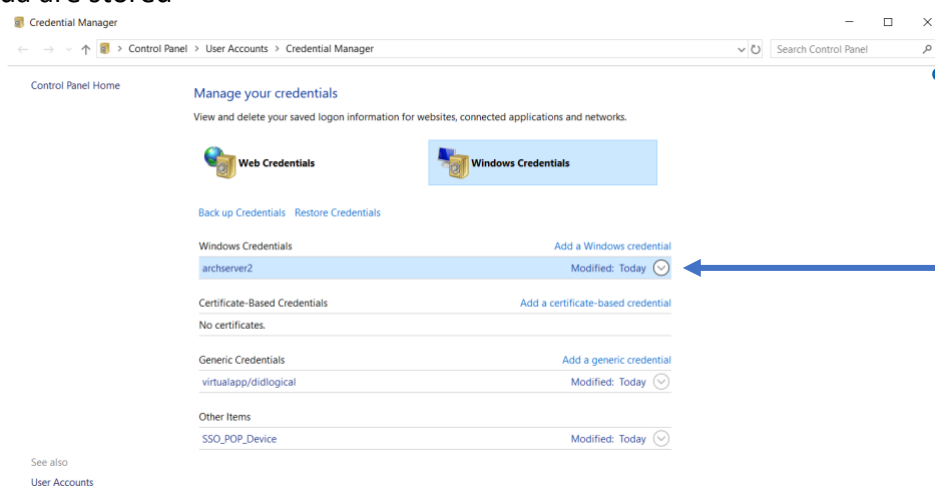 are stored
Credential Manager
Control Panel > User Accounts > Credential Manager
Search Control Panel
Control Panel Home
Manage your credentials
View and delete your saved logon information for websites, connected applications and networks.
Web Credentials
Windows Credentials
Back up Credentials Restore Credentials
Windows Credentials Add a Windows credential
archserver2 Modified: Today
Certificate-Based Credentials Add a certificate-based credential
No certificates.
Generic Credentials Add a generic credential
virtualapp/didlogical Modified: Today
Other Items
SSO_POP_Device Modified: Today
See also
User Accounts